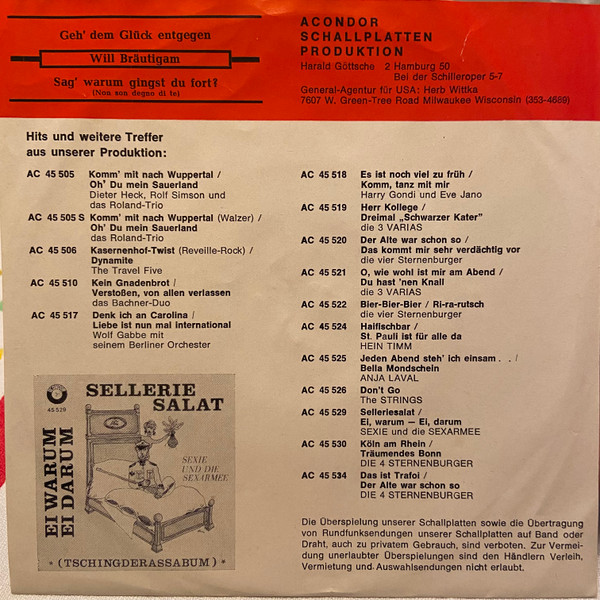 Geh' dem Glück entgegen
Will Bräutigam
Sag' warum gingst du fort?
(Non son degno di te)
ACONDOR
SCHALLPLATTEN
PRODUKTION
Harald Göttsche 2 Hamburg 50
Bei der Schilleroper 5-7
General-Agentur für USA: Herb Wittka
7607 W. Green-Tree Road Milwaukee Wisconsin (353-4669)
Hits und weitere Treffer
aus unserer Produktion:
AC 45 505 Komm' mit nach Wuppertal /
Oh' Du mein Sauerland
Dieter Heck, Rolf Simson und
das Roland-Trio
AC 45 505 S Komm' mit nach Wuppertal (Walzer) /
Oh' Du mein Sauerland
das Roland-Trio
AC 45 506 Kasernenhof-Twist (Reveille-Rock) /
Dynamite
The Travel Five
AC 45 510 Kein Gnadenbrot /
Verstoßen, von allen verlassen
das Bachner-Duo
AC 45 517 Denk ich an Carolina /
Liebe ist nun mal international
Wolf Gabbe mit
seinem Berliner Orchester
45 529
SELLERIE
SALAT
EI WARUM
EI DARUM
SEXIE
UND DIE
SEXARMEE
* (TSCHINGDERASSABUM) *
AC 45 518 Es ist noch viel zu früh /
Komm, tanz mit mir
Harry Gondi und Eve Jano
AC 45 519 Herr Kollege /
Dreimal „Schwarzer Kater"
die 3 VARIAS
AC 45 520 Der Alte war schon so /
Das kommt mir sehr verdächtig vor
die vier Sternenburger
AC 45 521 O, wie wohl ist mir am Abend /
Du hast 'nen Knall
die 3 VARIAS
AC 45 522 Bier-Bier-Bier / Ri-ra-rutsch
die vier Sternenburger
AC 45 524 Haifischbar /
St. Pauli ist für alle da
HEIN TIMM
AC 45 525 Jeden Abend steh' ich einsam . . /
Bella Mondschein
ANJA LAVAL
AC 45 526 Don't Go
The STRINGS
AC 45 529 Selleriesalat /
Ei, warum — Ei, darum
SEXIE und die SEXARMEE
AC 45 530 Köln am Rhein /
Träumendes Bonn
DIE 4 STERNENBURGER
AC 45 534 Das ist Trafoi /
Der Alte war schon so
DIE 4 STERNENBURGER
Die Überspielung unserer Schallplatten sowie die Übertragung
von Rundfunksendungen unserer Schallplatten auf Band oder
Draht, auch zu privatem Gebrauch, sind verboten. Zur Vermei-
dung unerlaubter Überspielungen sind den Händlern Verleih,
Vermietung und Auswahlsendungen nicht erlaubt.